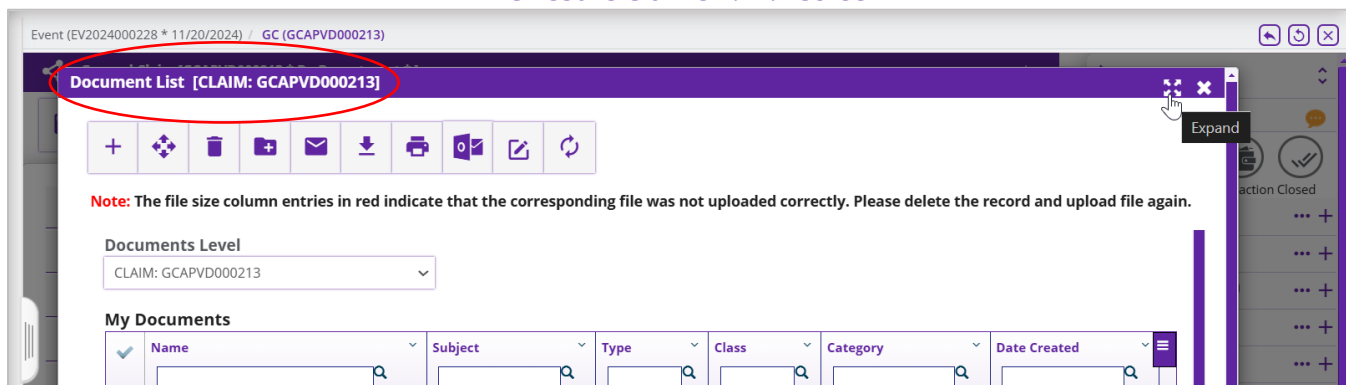 Event (EV2024000228 * 11/20/2024) / GC (GCAPVD000213)
Document List [CLAIM: GCAPVD000213]
Expand
action Closed
Note: The file size column entries in red indicate that the corresponding file was not uploaded correctly. Please delete the record and upload file again.
Documents Level
CLAIM: GCAPVD000213
My Documents
Name Subject Type Class Category Date Created